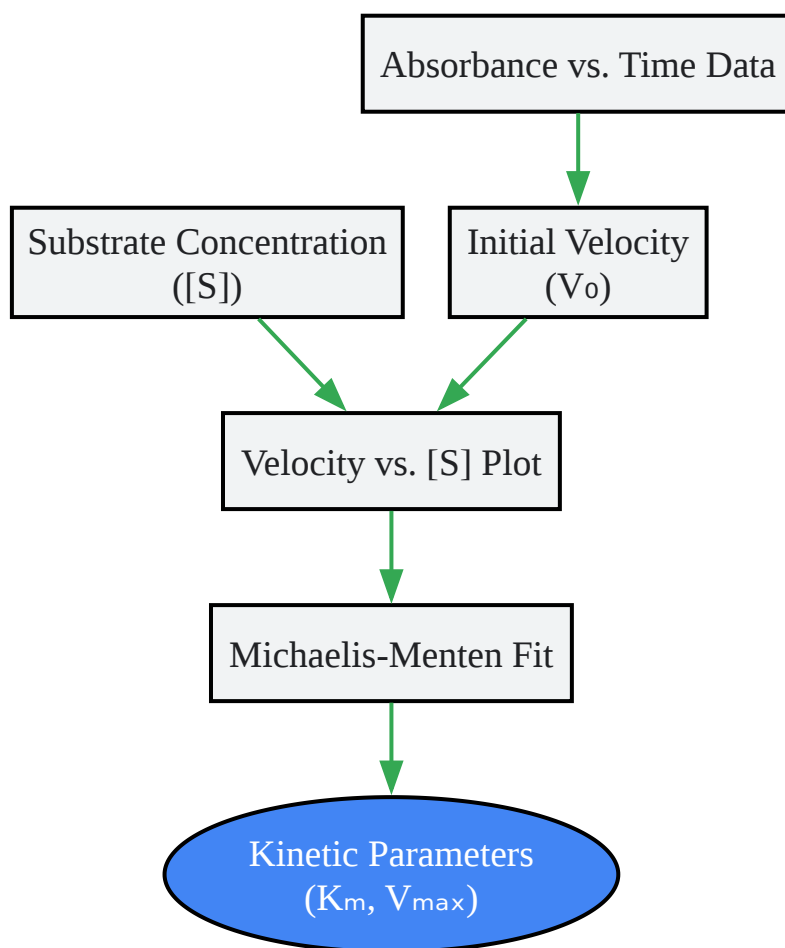 Absorbance vs. Time Data
Substrate Concentration
([S])
Initial Velocity
(V₀)
Velocity vs. [S] Plot
Michaelis-Menten Fit
Kinetic Parameters
(Kₘ, Vₘₐₓ)